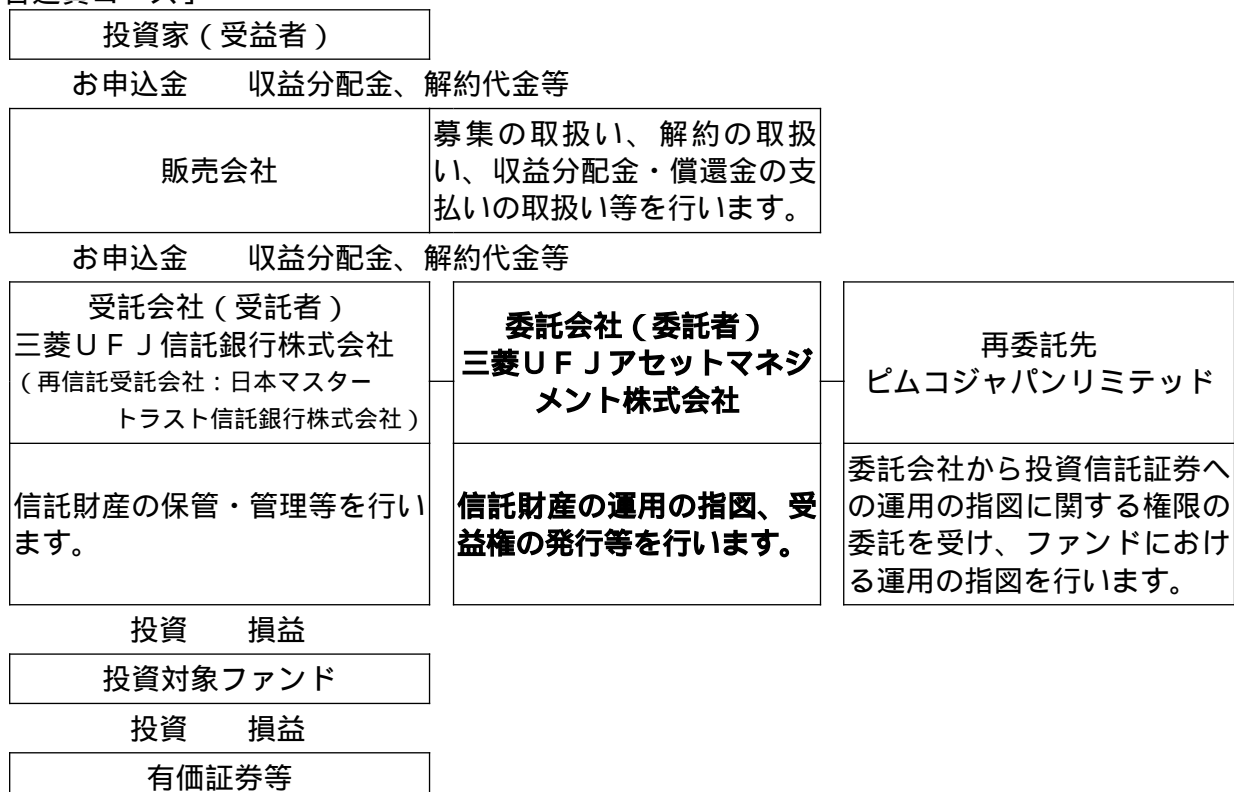 投資家(受益者)
お申込金 収益分配金、解約代金等
販売会社
募集の取扱い、解約の取扱
い、収益分配金・償還金の支
払いの取扱い等を行います。
お申込金 収益分配金、解約代金等
受託会社(受託者)
三菱UFJ信託銀行株式会社
(再信託受託会社:日本マスター
トラスト信託銀行株式会社)
委託会社(委託者)
三菱UFJアセットマネジ
メント株式会社
再委託先
ピムコジャパンリミテッド
信託財産の保管・管理等を行い
ます。
信託財産の運用の指図、受
益権の発行等を行います。
委託会社から投資信託証券へ
の運用の指図に関する権限の
委託を受け、ファンドにおけ
る運用の指図を行います。
投資 損益
投資対象ファンド
投資 損益
有価証券等